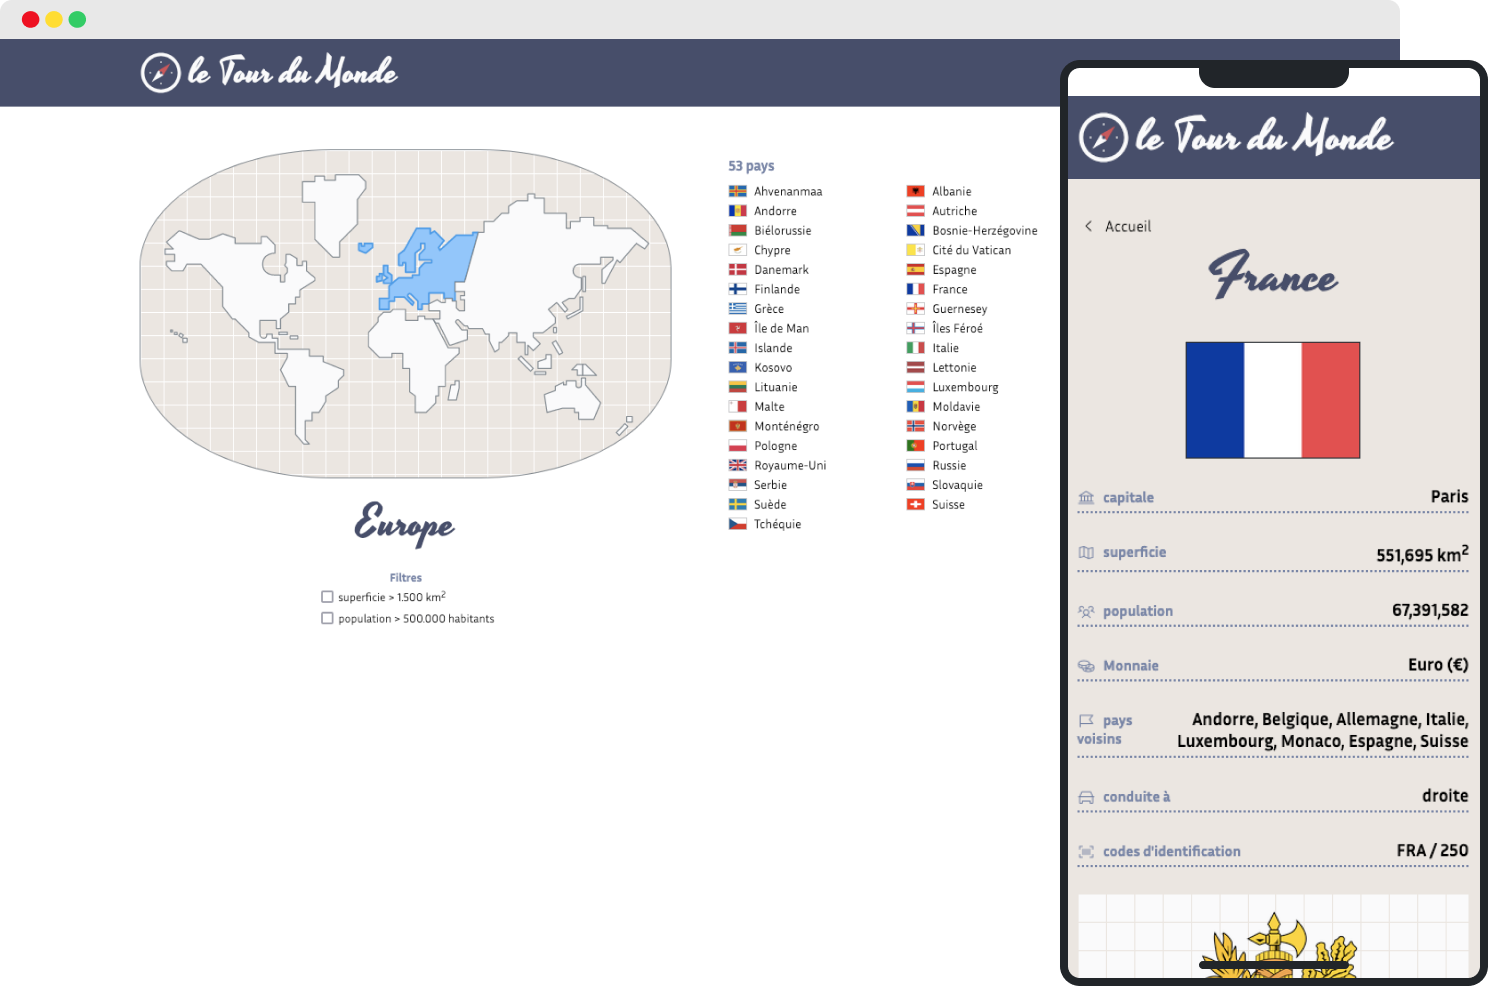 le Tour du Monde
53 pays
Ahvenanmaa
Albanie
Andorre
Autriche
Biélorussie
Bosnie-Herzégovine
Chypre
Cité du Vatican
Danemark
Espagne
Finlande
France
Grèce
Guernesey
Île de Man
Îles Féroé
Islande
Italie
Kosovo
Lettonie
Lituanie
Luxembourg
Malte
Moldavie
Monténégro
Norvège
Pologne
Portugal
Royaume-Uni
Russie
Serbie
Slovaquie
Suède
Suisse
Tchéquie
Europe
Filtres
superficie > 1.500 km²
population > 500.000 habitants
le Tour du Monde
Accueil
France
capitale Paris
superficie 551,695 km²
population 67,391,582
Monnaie Euro (€)
pays voisins
Andorre, Belgique, Allemagne, Italie,
Luxembourg, Monaco, Espagne, Suisse
conduite à droite
codes d'identification FRA / 250